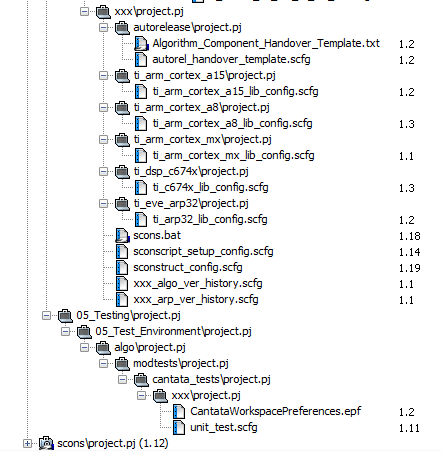 xxx\project.pj
autorelease\project.pj
Algorithm_Component_Handover_Template.txt 1.2
autorel_handover_template.scfg 1.2
ti_arm_cortex_a15\project.pj
ti_arm_cortex_a15_lib_config.scfg 1.2
ti_arm_cortex_a8\project.pj
ti_arm_cortex_a8_lib_config.scfg 1.3
ti_arm_cortex_mx\project.pj
ti_arm_cortex_mx_lib_config.scfg 1.1
ti_dsp_c674x\project.pj
ti_c674x_lib_config.scfg 1.3
ti_eve_arp32\project.pj
ti_arp32_lib_config.scfg 1.2
scons.bat 1.18
sconscript_setup_config.scfg 1.14
sconstruct_config.scfg 1.19
xxx_algo_ver_history.scfg 1.1
xxx_arp_ver_history.scfg 1.1
05_Testing\project.pj
05_Test_Environment\project.pj
algo\project.pj
modtests\project.pj
cantata_tests\project.pj
xxx\project.pj
CantataWorkspacePreferences.epf 1.2
unit_test.scfg 1.11
scons\project.pj (1.12)